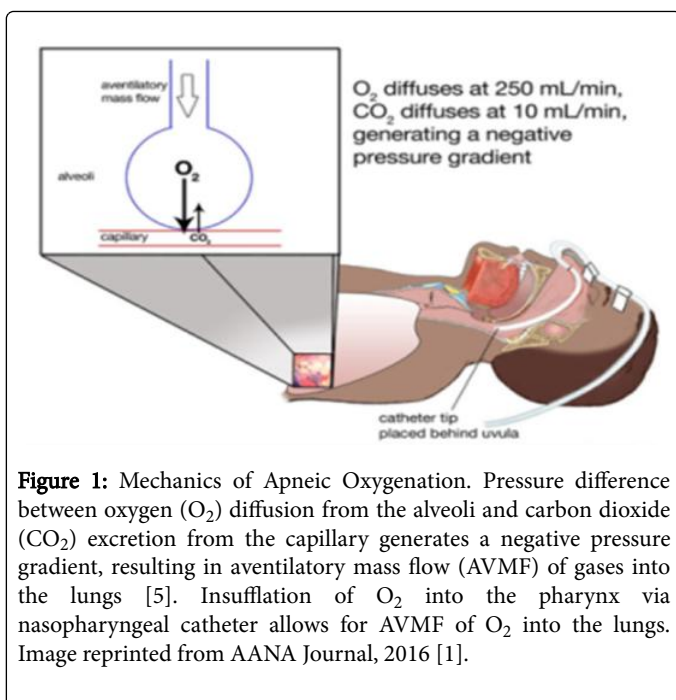 aventilatory
mass flow
O₂
alveoli
capillary
CO₂
O₂ diffuses at 250 mL/min,
CO₂ diffuses at 10 mL/min,
generating a negative
pressure gradient
catheter tip
placed behind uvula
Figure 1: Mechanics of Apneic Oxygenation. Pressure difference
between oxygen (O₂) diffusion from the alveoli and carbon dioxide
(CO₂) excretion from the capillary generates a negative pressure
gradient, resulting in aventilatory mass flow (AVMF) of gases into
the lungs [5]. Insufflation of O₂ into the pharynx via
nasopharyngeal catheter allows for AVMF of O₂ into the lungs.
Image reprinted from AANA Journal, 2016 [1].